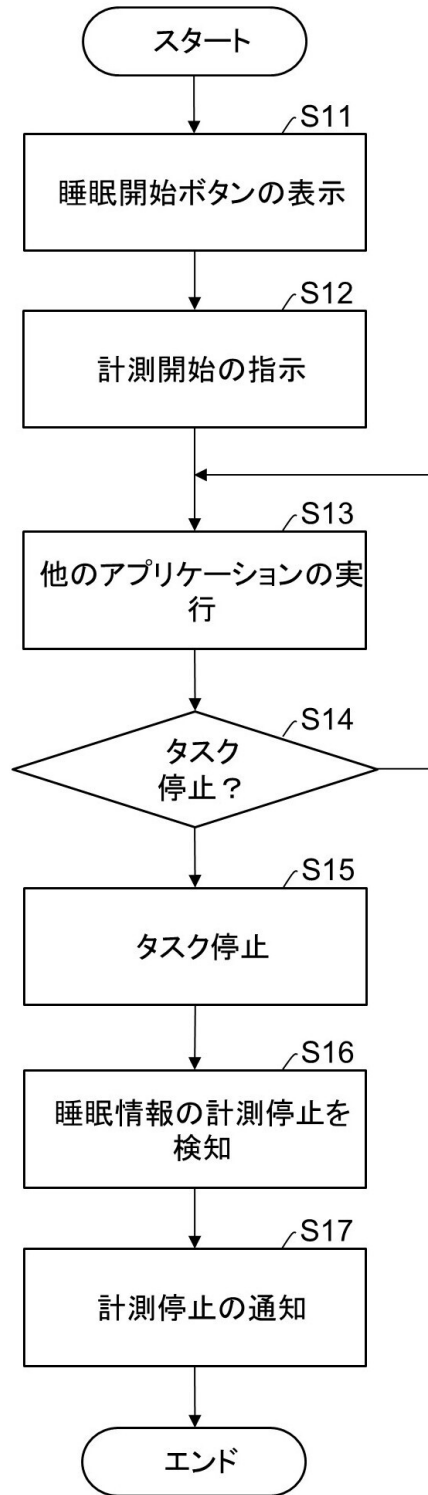 スタート
S11
睡眠開始ボタンの表示
S12
計測開始の指示
S13
他のアプリケーションの実
行
S14
タスク
停止？
S15
タスク停止
S16
睡眠情報の計測停止を
検知
S17
計測停止の通知
エンド